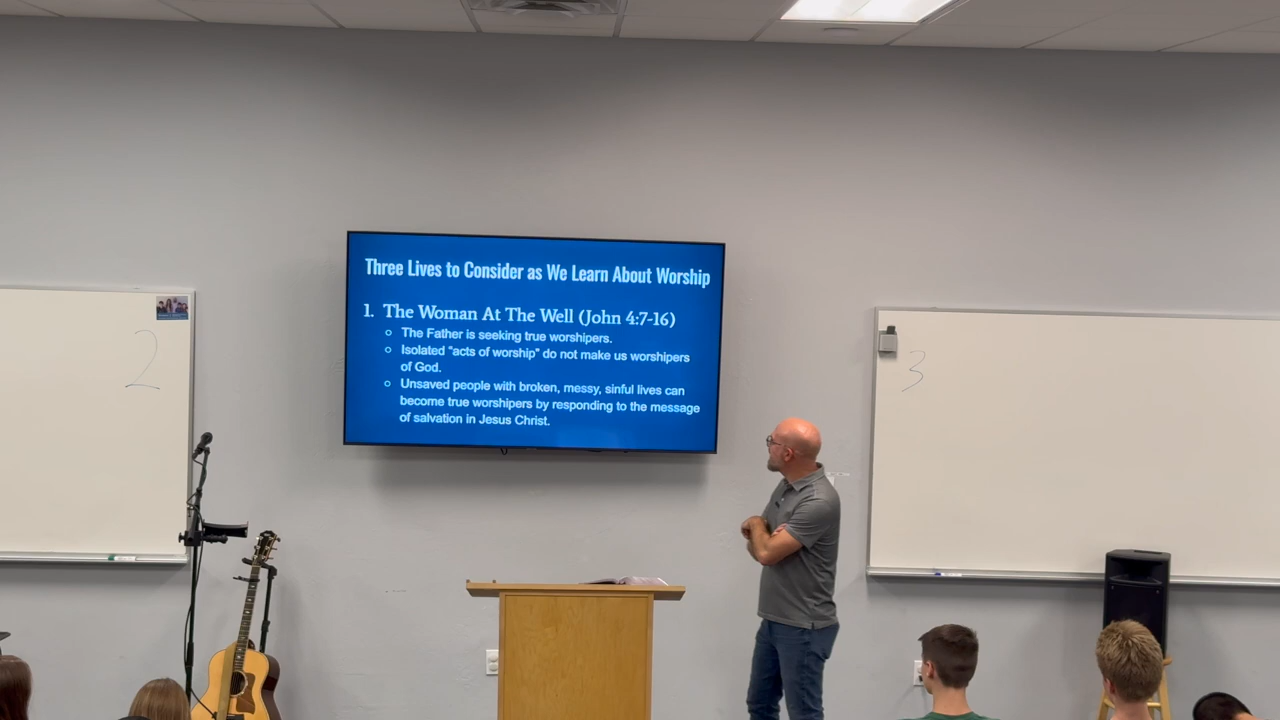 Three Lives to Consider as We Learn About Worship
1. The Woman At The Well (John 4:7-16)
The Father is seeking true worshipers.
Isolated "acts of worship" do not make us worshipers
of God.
Unsaved people with broken, messy, sinful lives can
become true worshipers by responding to the message
of salvation in Jesus Christ.
2
3